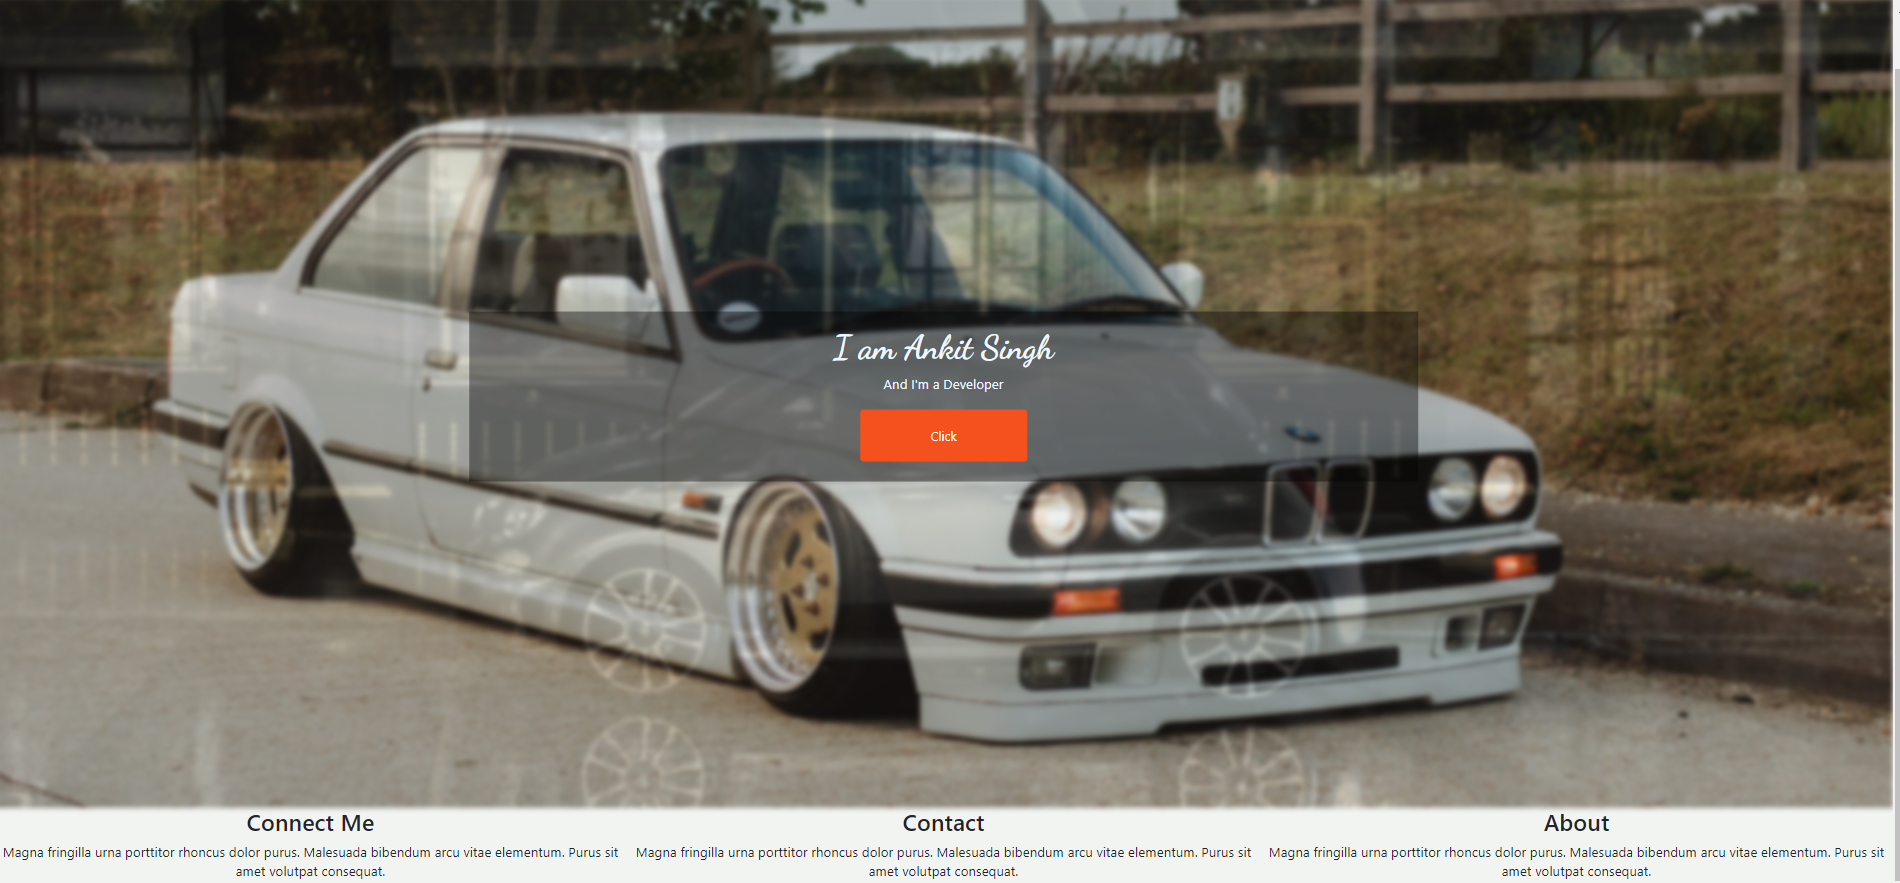 I am Ankit Singh
And I'm a Developer
Click
Connect Me
Magna fringilla urna porttitor rhoncus dolor purus. Malesuada bibendum arcu vitae elementum. Purus sit
amet volutpat consequat.
Contact
Magna fringilla urna porttitor rhoncus dolor purus. Malesuada bibendum arcu vitae elementum. Purus sit
amet volutpat consequat.
About
Magna fringilla urna porttitor rhoncus dolor purus. Malesuada bibendum arcu vitae elementum. Purus sit
amet volutpat consequat.